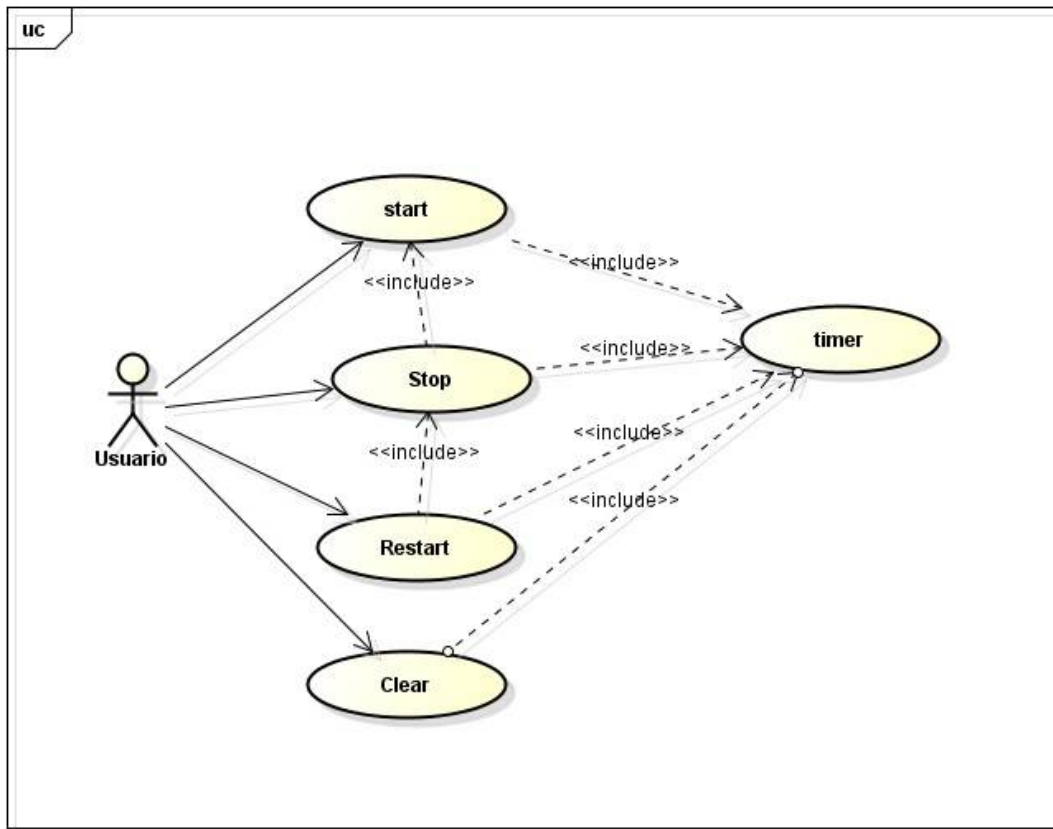 uc
start
<<include>>
<<include>>
timer
<<include>>
Stop
<<include>>
<<include>>
Usuario
<<include>>
Restart
Clear